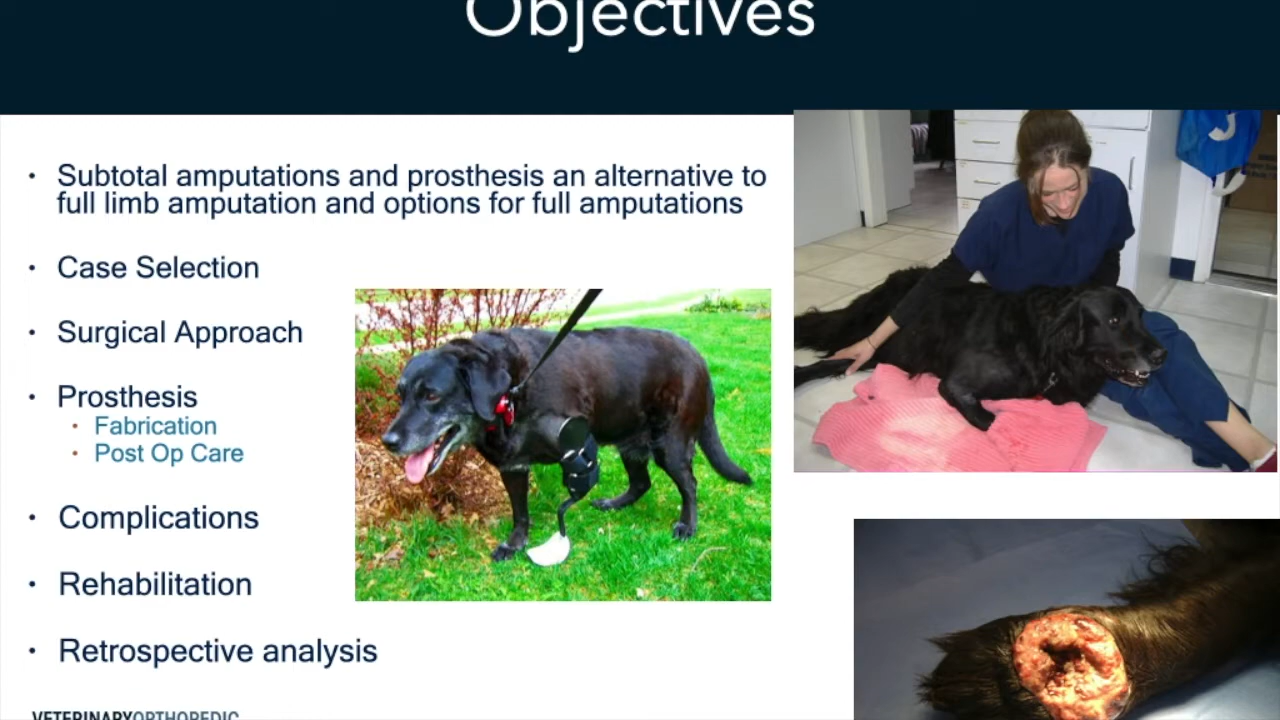 Objectives
• Subtotal amputations and prosthesis an alternative to
full limb amputation and options for full amputations
• Case Selection
• Surgical Approach
• Prosthesis
• Fabrication
• Post Op Care
• Complications
• Rehabilitation
• Retrospective analysis
VETERINARYORTHOPEDIC